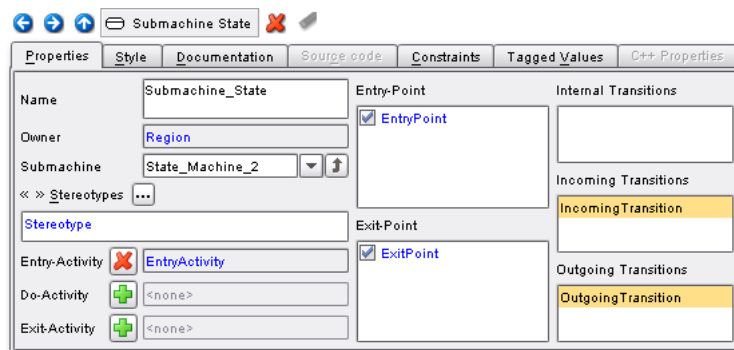 Submachine State
Properties Style Documentation Source code Constraints Tagged Values C++ Properties
Name Submachine_State
Owner Region
Submachine State_Machine_2
« » Stereotypes ...
Stereotype
Entry-Activity EntryActivity
Do-Activity <none>
Exit-Activity <none>
Entry-Point
EntryPoint
Exit-Point
ExitPoint
Internal Transitions
Incoming Transitions
IncomingTransition
Outgoing Transitions
OutgoingTransition